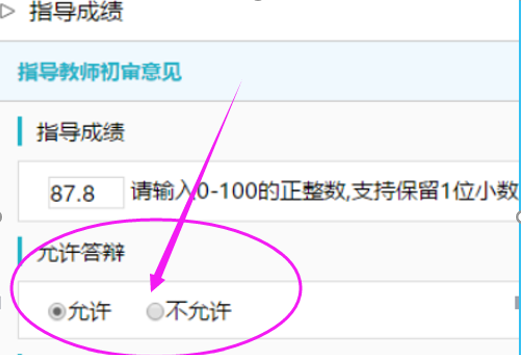 指导成绩
指导教师初审意见
指导成绩
87.8 请输入0-100的正整数,支持保留1位小数
允许答辩
允许 不允许